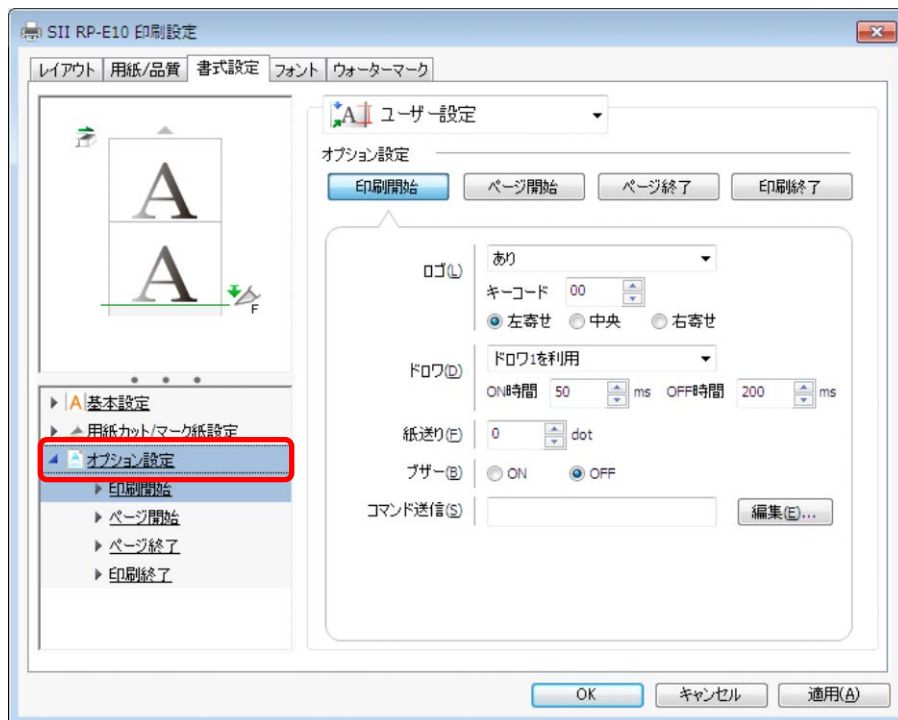 SII RP-E10 印刷設定
レイアウト 用紙/品質 書式設定 フォント ウォーターマーク
A
A
F
A 基本設定
用紙カット/マーク紙設定
オプション設定
印刷開始
ページ開始
ページ終了
印刷終了
A ユーザー設定
オプション設定
印刷開始 ページ開始 ページ終了 印刷終了
ロゴ(L) あり
キーコード 00
左寄せ 中央 右寄せ
ドロワ(D) ドロワ1を利用
ON時間 50 ms OFF時間 200 ms
紙送り(F) 0 dot
ブザー(B) ON OFF
コマンド送信(S) 編集(E)...
OK キャンセル 適用(A)